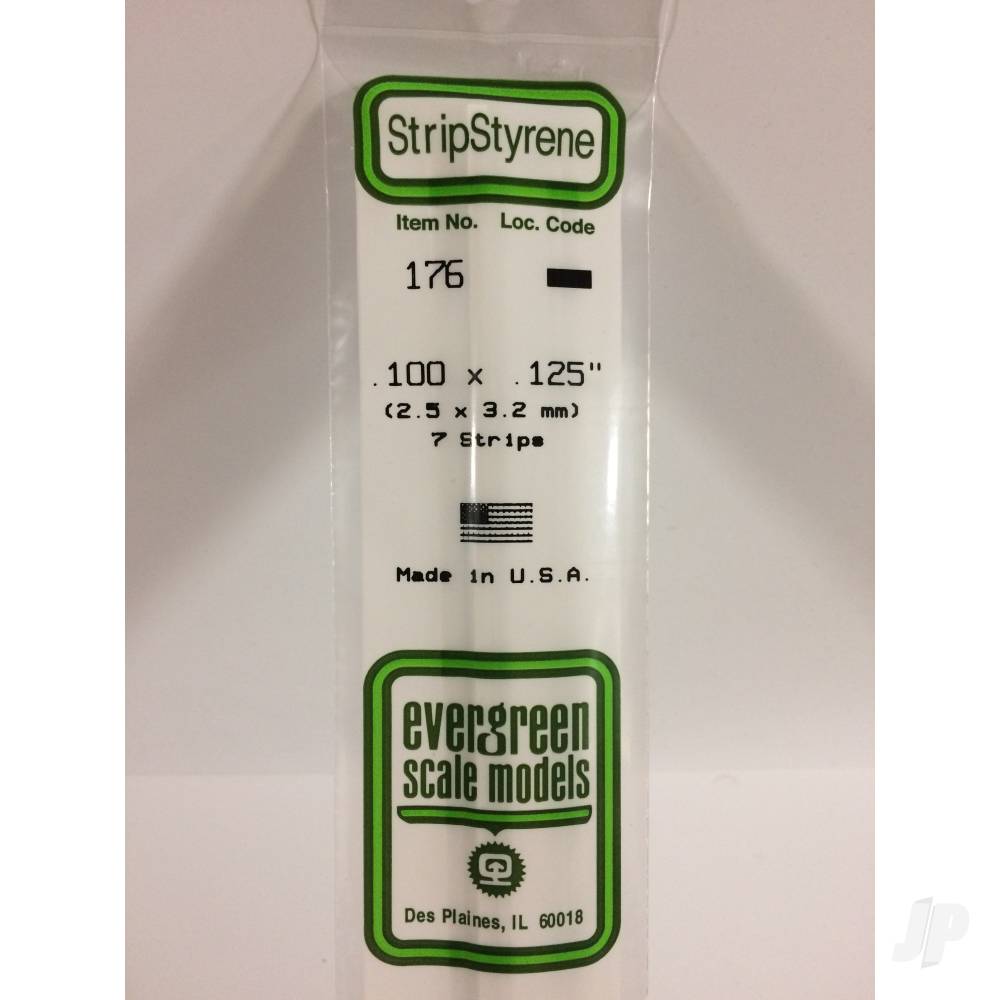 StripStyrene
Item No. Loc. Code
176
.100 x .125"
(2.5 x 3.2 mm)
7 Strips
Made in U.S.A.
evergreen
scale models
Des Plaines, IL 60018
JP